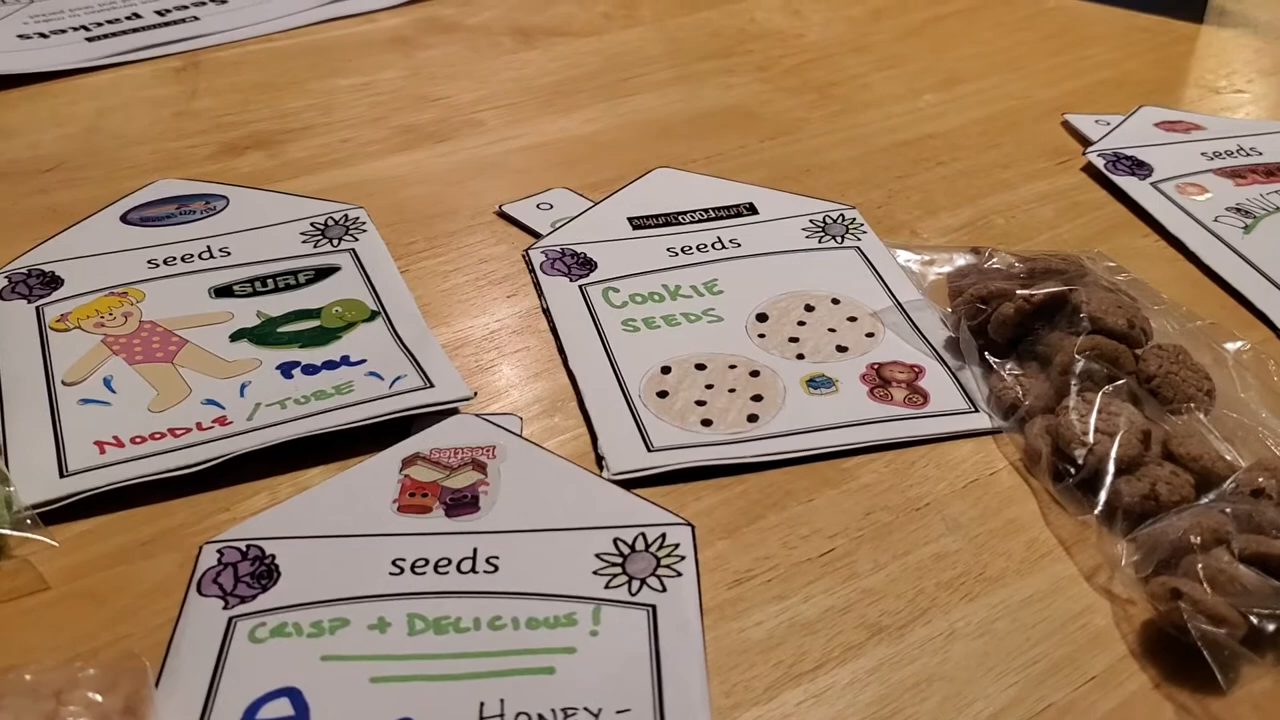 Seed packets
seeds
SURF
POOL
NOODLE / TUBE
JunkFOODJunkie
seeds
COOKIE
SEEDS
seeds
besties
seeds
CRISP + DELICIOUS!
HONEY-